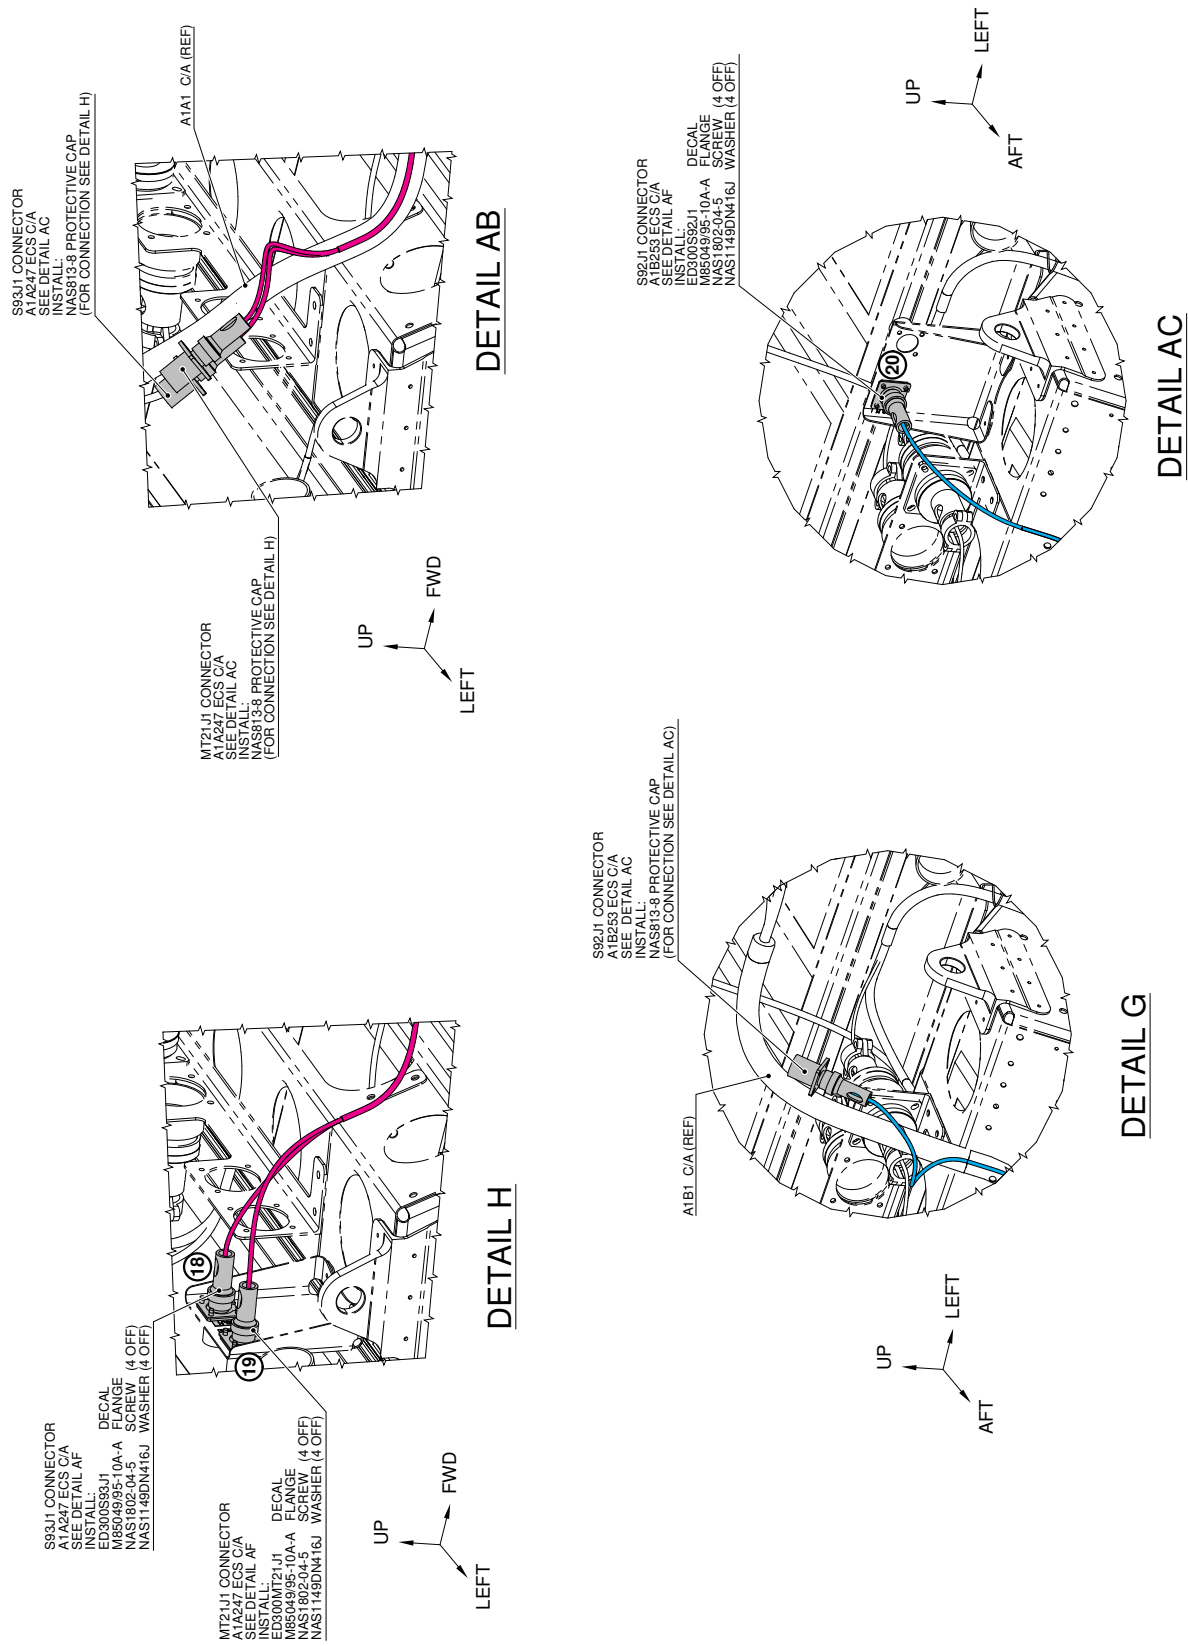 S93J1 CONNECTOR
A1A247 ECS C/A
SEE DETAIL AF
INSTALL:
ED300S93J1 DECAL
M85049/95-10A-A FLANGE
NAS1802-04-5 SCREW (4 OFF)
NAS1149DN416J WASHER (4 OFF)
18
19
MT21J1 CONNECTOR
A1A247 ECS C/A
SEE DETAIL AF
INSTALL:
ED300MT21J1 DECAL
M85049/95-10A-A FLANGE
NAS1802-04-5 SCREW (4 OFF)
NAS1149DN416J WASHER (4 OFF)
UP
FWD
LEFT
DETAIL H
S93J1 CONNECTOR
A1A247 ECS C/A
SEE DETAIL AC
INSTALL:
NAS813-8 PROTECTIVE CAP
(FOR CONNECTION SEE DETAIL H)
A1A1 C/A (REF)
MT21J1 CONNECTOR
A1A247 ECS C/A
SEE DETAIL AC
INSTALL:
NAS813-8 PROTECTIVE CAP
(FOR CONNECTION SEE DETAIL H)
UP
FWD
LEFT
DETAIL AB
S92J1 CONNECTOR
A1B253 ECS C/A
SEE DETAIL AC
INSTALL:
NAS813-8 PROTECTIVE CAP
(FOR CONNECTION SEE DETAIL AC)
A1B1 C/A (REF)
UP
LEFT
AFT
DETAIL G
S92J1 CONNECTOR
A1B253 ECS C/A
SEE DETAIL AF
INSTALL:
ED300S92J1 DECAL
M85049/95-10A-A FLANGE
NAS1802-04-5 SCREW (4 OFF)
NAS1149DN416J WASHER (4 OFF)
20
UP
LEFT
AFT
DETAIL AC